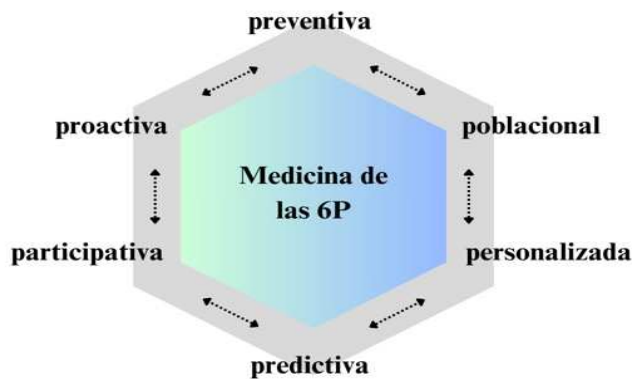 preventiva
proactiva
poblacional
Medicina de
las 6P
participativa
personalizada
predictiva